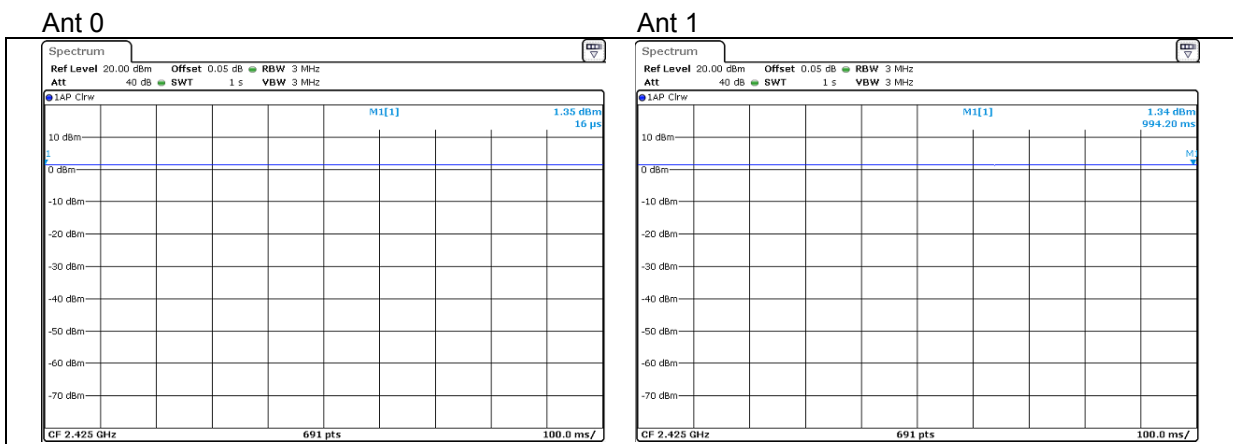 Ant 0
Spectrum
Ref Level 20.00 dBm Offset 0.05 dB RBW 3 MHz
Att 40 dB SWT 1 s VBW 3 MHz
1AP Clrw
M1[1] 1.35 dBm
16 µs
10 dBm
1
0 dBm
-10 dBm
-20 dBm
-30 dBm
-40 dBm
-50 dBm
-60 dBm
-70 dBm
CF 2.425 GHz 691 pts 100.0 ms/
Ant 1
Spectrum
Ref Level 20.00 dBm Offset 0.05 dB RBW 3 MHz
Att 40 dB SWT 1 s VBW 3 MHz
1AP Clrw
M1[1] 1.34 dBm
994.20 ms
10 dBm
M1
0 dBm
-10 dBm
-20 dBm
-30 dBm
-40 dBm
-50 dBm
-60 dBm
-70 dBm
CF 2.425 GHz 691 pts 100.0 ms/